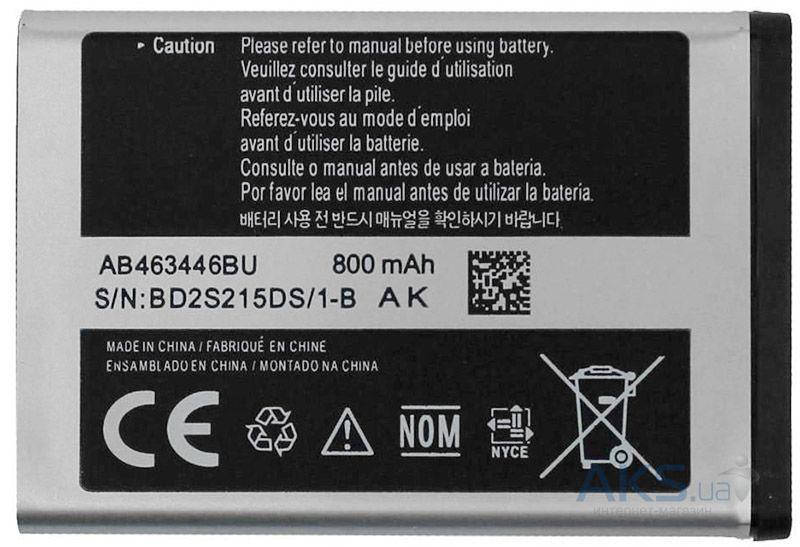 ▸ Caution Please refer to manual before using battery.
Veuillez consulter le guide d'utilisation
avant d'utiliser la pile.
Referez-vous au mode d'emploi
avant d'utiliser la batterie.
Consulte o manual antes de usar a bateria.
Por favor lea el manual antes de utilizar la bateria.
배터리 사용 전 반드시 매뉴얼을 확인하시기 바랍니다.
AB463446BU 800 mAh
S/N:BD2S215DS/1-B AK
MADE IN CHINA / FABRIQUÉ EN CHINE
ENSAMBLADO EN CHINA / MONTADO NA CHINA
CE
NOM
NYCE
AKS.ua
интернет-магазин